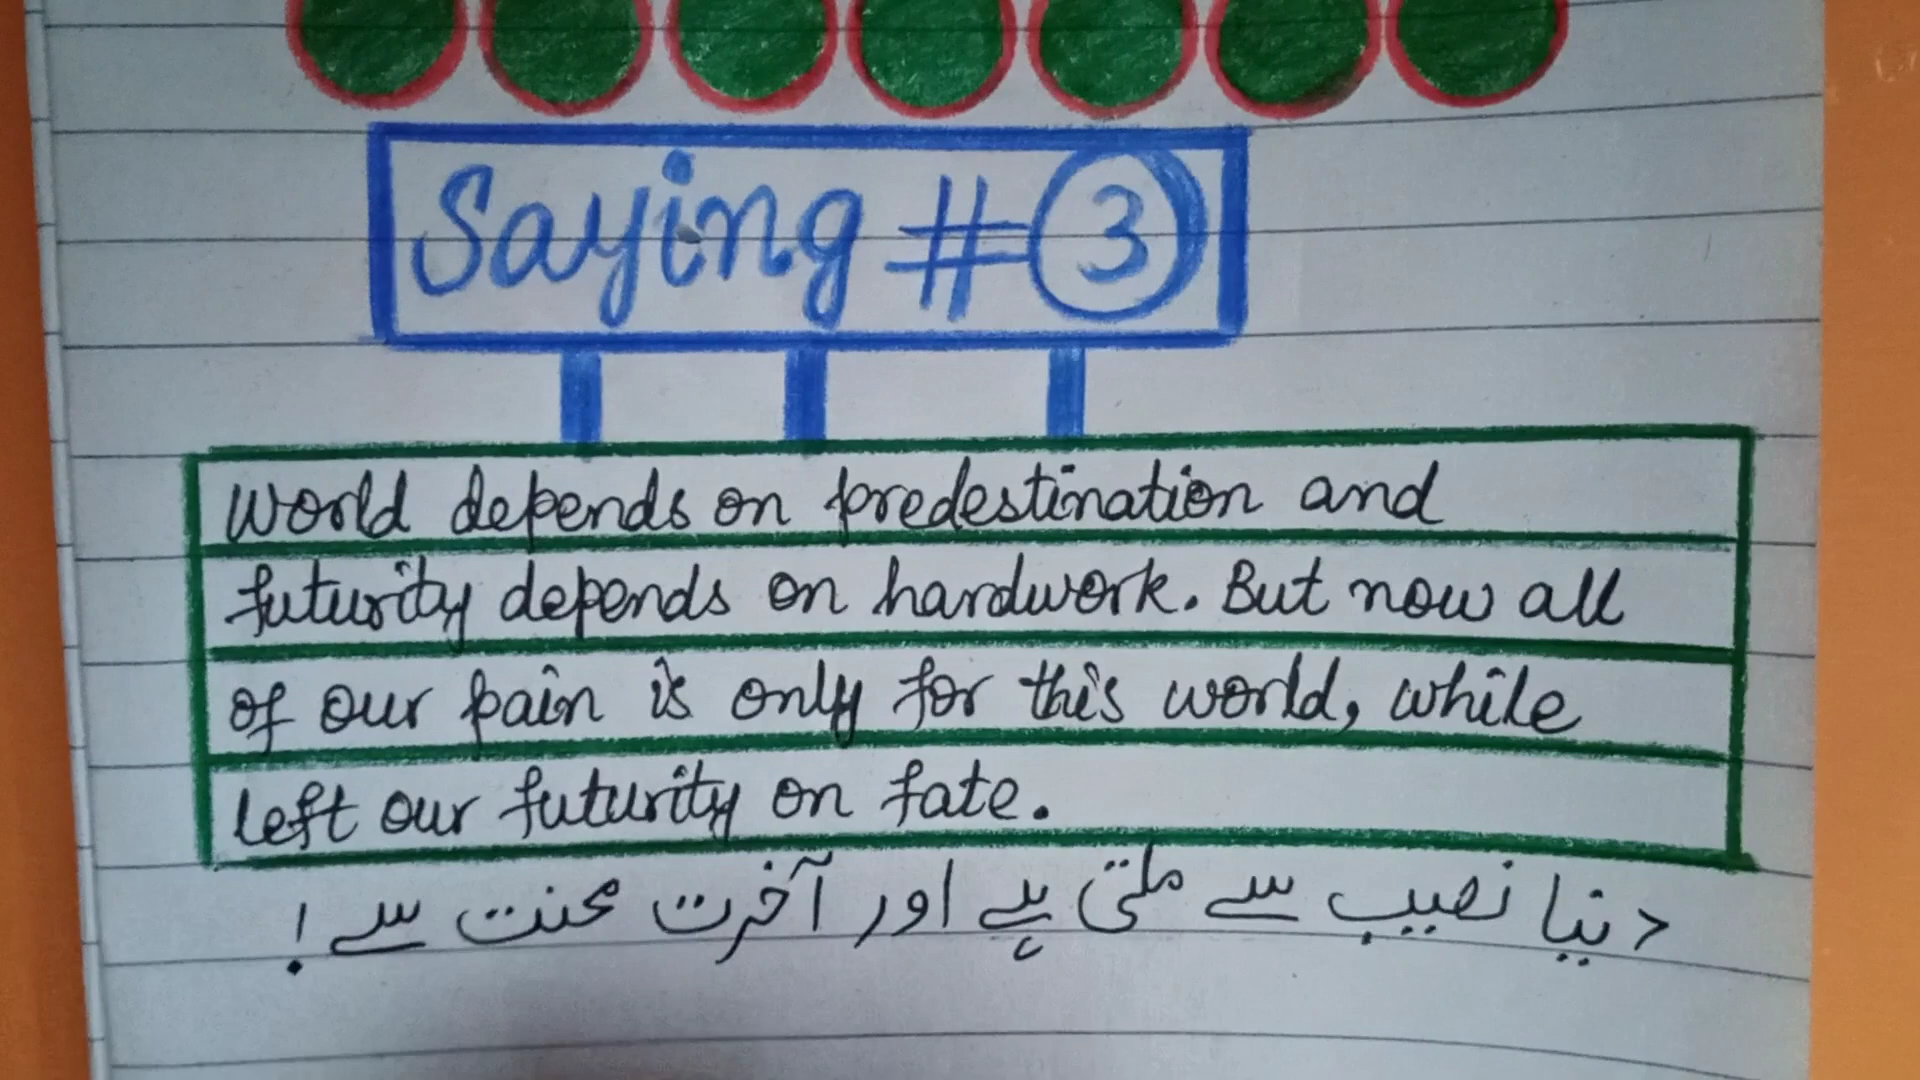 Saying # 3
World depends on predestination and
futurity depends on hardwork. But now all
of our pain is only for this world, while
left our futurity on fate.
دنیا نصیب سے ملتی ہے اور آخرت محنت سے !